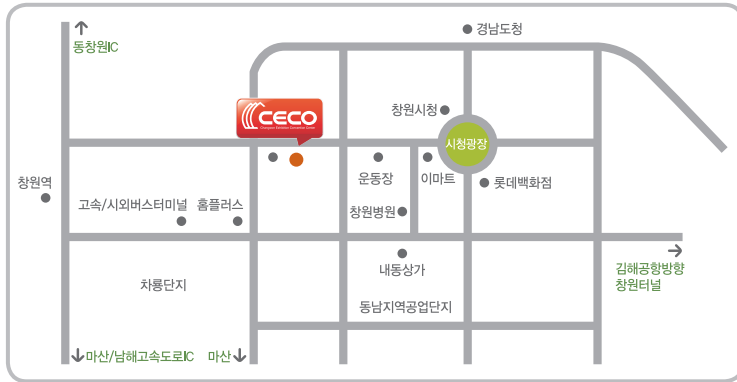 경남도청
동창원IC
CECO
Changwon Exhibition Convention Center
창원시청
시청광장
운동장
이마트
롯데백화점
창원역
고속/시외버스터미널
홈플러스
창원병원
내동상가
김해공항방향
창원터널
차룡단지
동남지역공업단지
마산/남해고속도로IC
마산